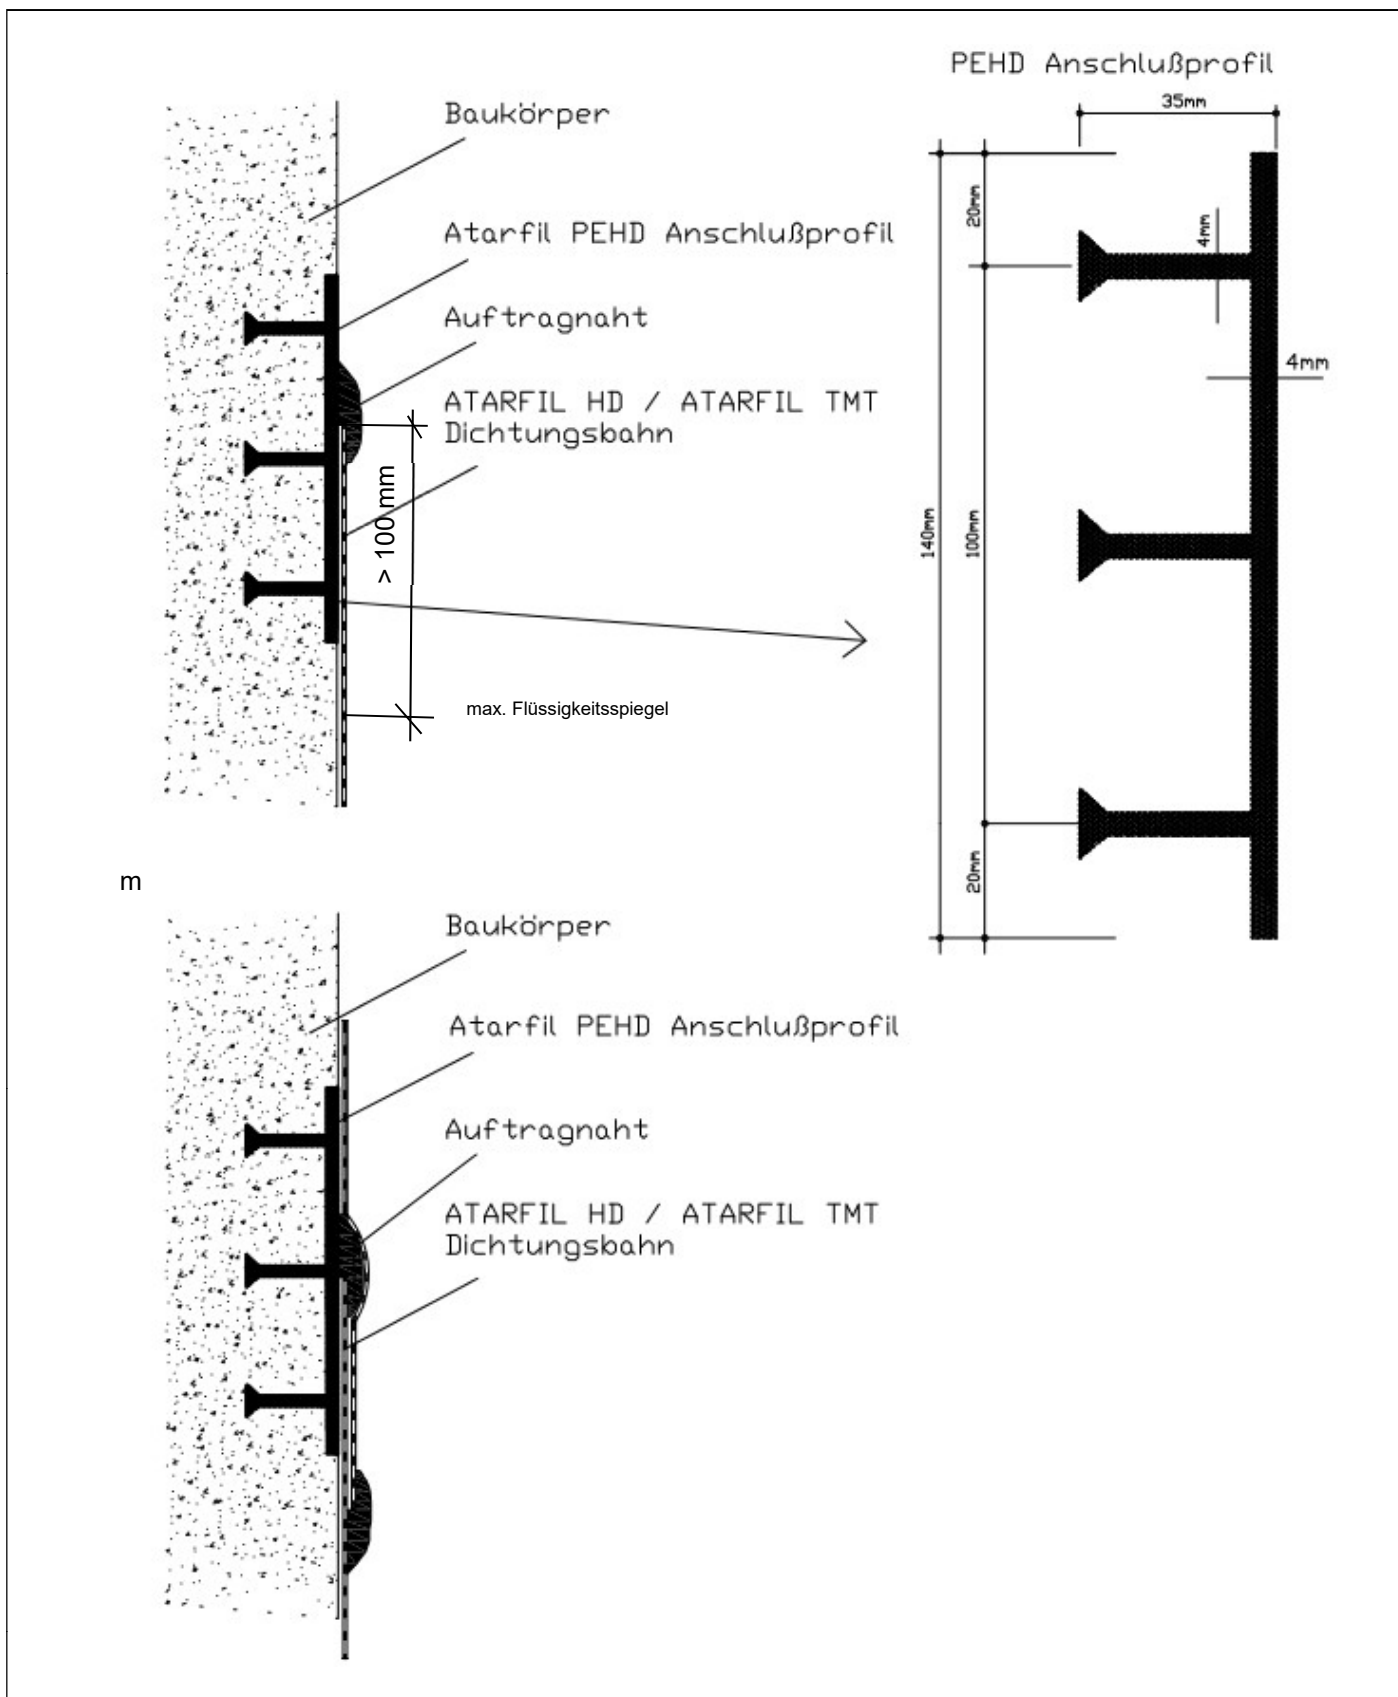 PEHD Anschlußprofil
35mm
Baukörper
20mm
4mm
Atarfil PEHD Anschlußprofil
Auftragnaht
4mm
ATARFIL HD / ATARFIL TMT
Dichtungsbahn
> 100 mm
140mm
100mm
max. Flüssigkeitsspiegel
20mm
m
Baukörper
Atarfil PEHD Anschlußprofil
Auftragnaht
ATARFIL HD / ATARFIL TMT
Dichtungsbahn